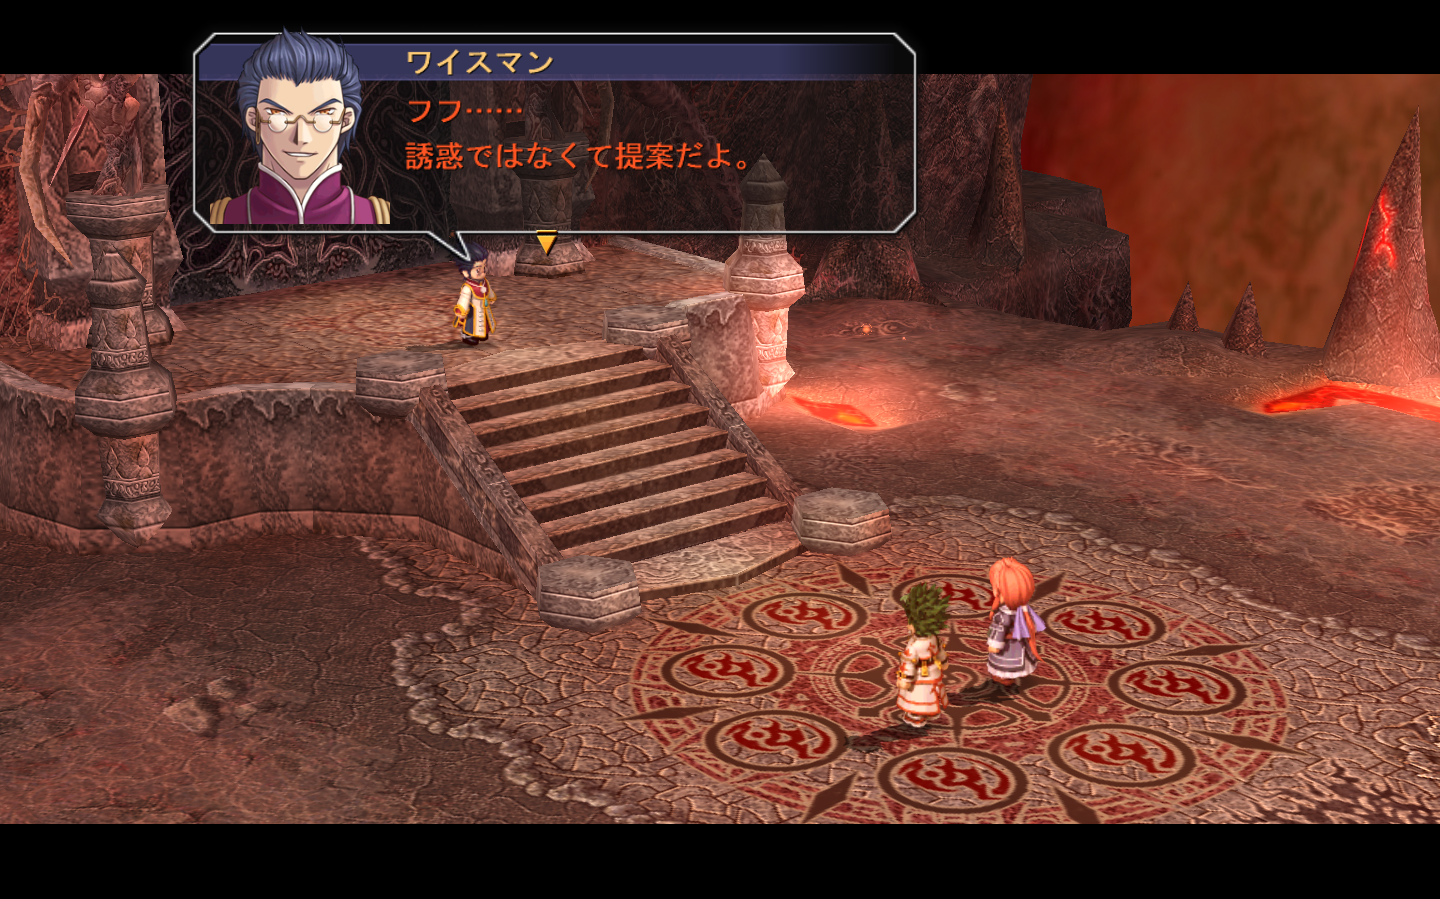 ワイスマン
フフ……
誘惑ではなくて提案だよ。